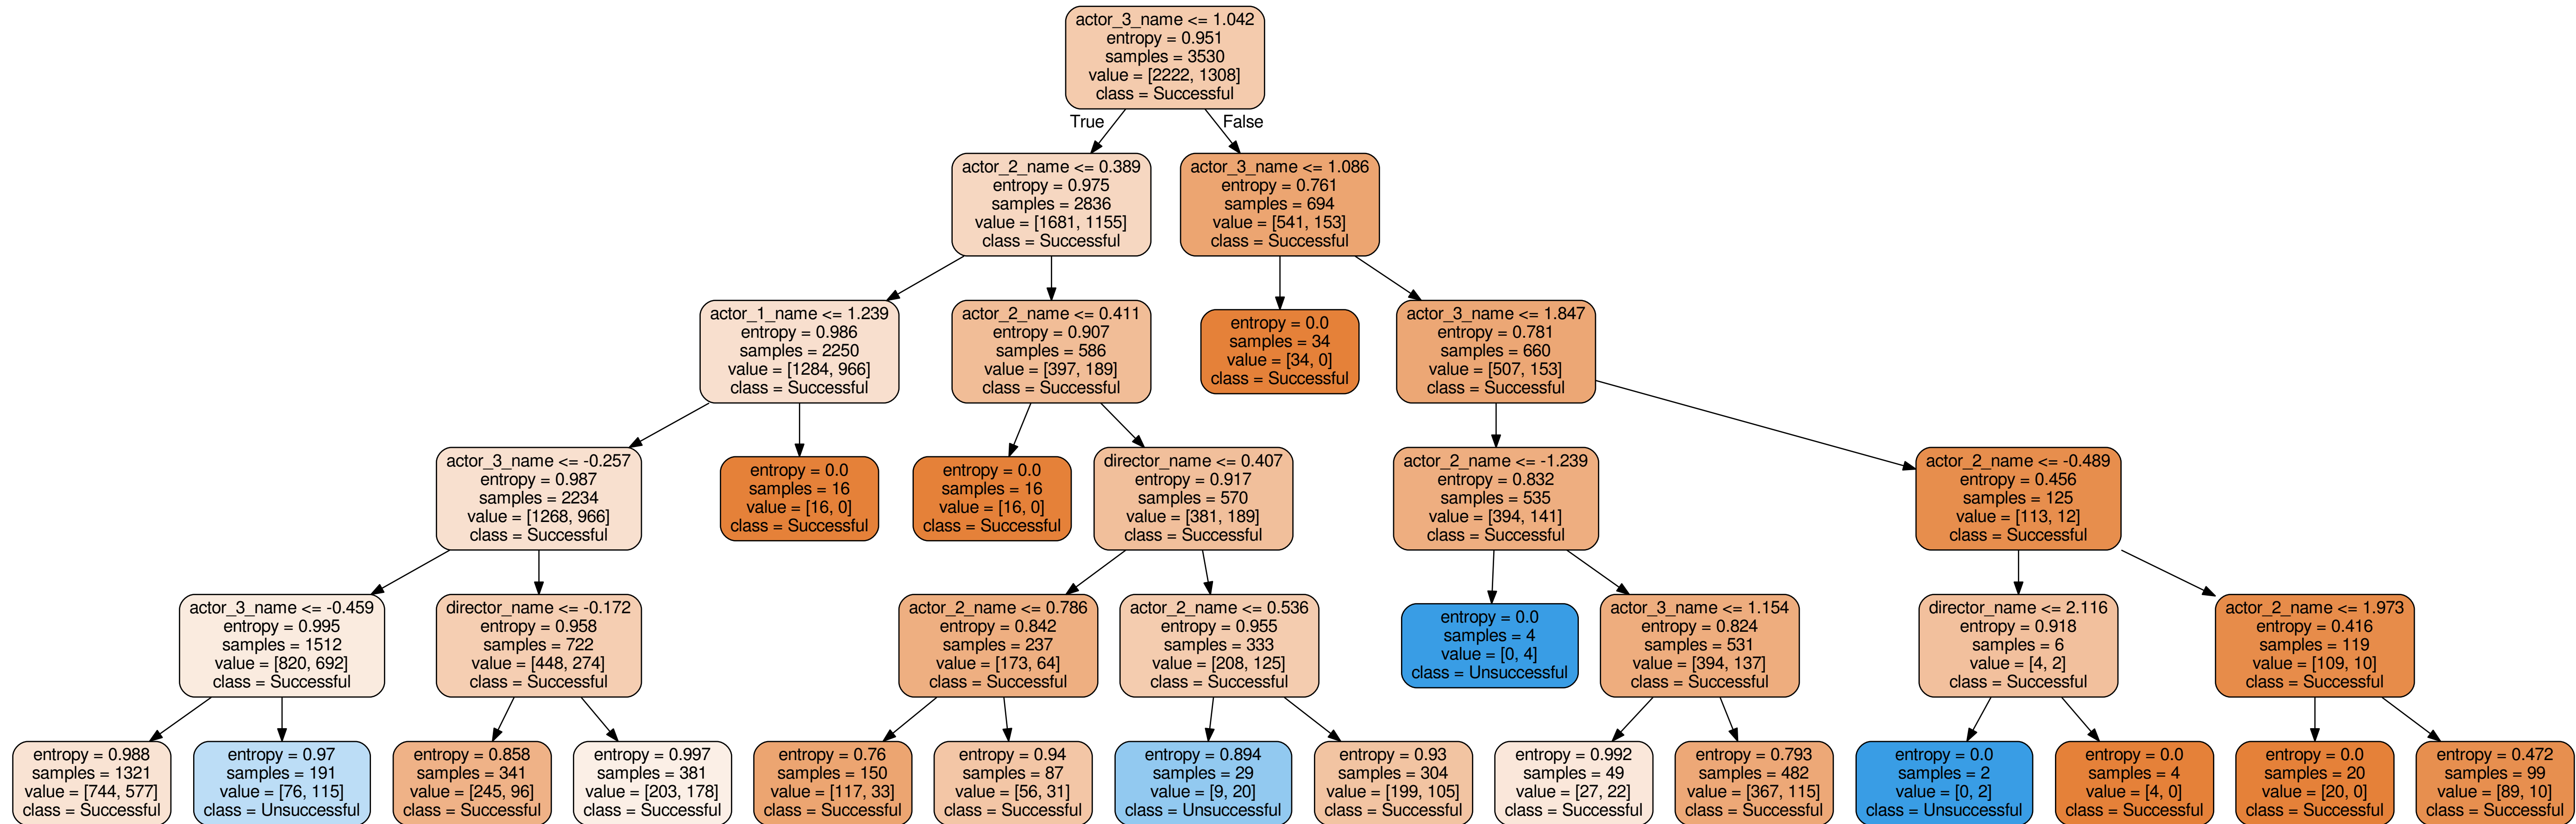 actor_3_name <= 1.042
entropy = 0.951
samples = 3530
value = [2222, 1308]
class = Successful
True
False
actor_2_name <= 0.389
entropy = 0.975
samples = 2836
value = [1681, 1155]
class = Successful
actor_3_name <= 1.086
entropy = 0.761
samples = 694
value = [541, 153]
class = Successful
actor_1_name <= 1.239
entropy = 0.986
samples = 2250
value = [1284, 966]
class = Successful
actor_2_name <= 0.411
entropy = 0.907
samples = 586
value = [397, 189]
class = Successful
entropy = 0.0
samples = 34
value = [34, 0]
class = Successful
actor_3_name <= 1.847
entropy = 0.781
samples = 660
value = [507, 153]
class = Successful
actor_3_name <= -0.257
entropy = 0.987
samples = 2234
value = [1268, 966]
class = Successful
entropy = 0.0
samples = 16
value = [16, 0]
class = Successful
entropy = 0.0
samples = 16
value = [16, 0]
class = Successful
director_name <= 0.407
entropy = 0.917
samples = 570
value = [381, 189]
class = Successful
actor_2_name <= -1.239
entropy = 0.832
samples = 535
value = [394, 141]
class = Successful
actor_2_name <= -0.489
entropy = 0.456
samples = 125
value = [113, 12]
class = Successful
actor_3_name <= -0.459
entropy = 0.995
samples = 1512
value = [820, 692]
class = Successful
director_name <= -0.172
entropy = 0.958
samples = 722
value = [448, 274]
class = Successful
actor_2_name <= 0.786
entropy = 0.842
samples = 237
value = [173, 64]
class = Successful
actor_2_name <= 0.536
entropy = 0.955
samples = 333
value = [208, 125]
class = Successful
entropy = 0.0
samples = 4
value = [0, 4]
class = Unsuccessful
actor_3_name <= 1.154
entropy = 0.824
samples = 531
value = [394, 137]
class = Successful
director_name <= 2.116
entropy = 0.918
samples = 6
value = [4, 2]
class = Successful
actor_2_name <= 1.973
entropy = 0.416
samples = 119
value = [109, 10]
class = Successful
entropy = 0.988
samples = 1321
value = [744, 577]
class = Successful
entropy = 0.97
samples = 191
value = [76, 115]
class = Unsuccessful
entropy = 0.858
samples = 341
value = [245, 96]
class = Successful
entropy = 0.997
samples = 381
value = [203, 178]
class = Successful
entropy = 0.76
samples = 150
value = [117, 33]
class = Successful
entropy = 0.94
samples = 87
value = [56, 31]
class = Successful
entropy = 0.894
samples = 29
value = [9, 20]
class = Unsuccessful
entropy = 0.93
samples = 304
value = [199, 105]
class = Successful
entropy = 0.992
samples = 49
value = [27, 22]
class = Successful
entropy = 0.793
samples = 482
value = [367, 115]
class = Successful
entropy = 0.0
samples = 2
value = [0, 2]
class = Unsuccessful
entropy = 0.0
samples = 4
value = [4, 0]
class = Successful
entropy = 0.0
samples = 20
value = [20, 0]
class = Successful
entropy = 0.472
samples = 99
value = [89, 10]
class = Successful